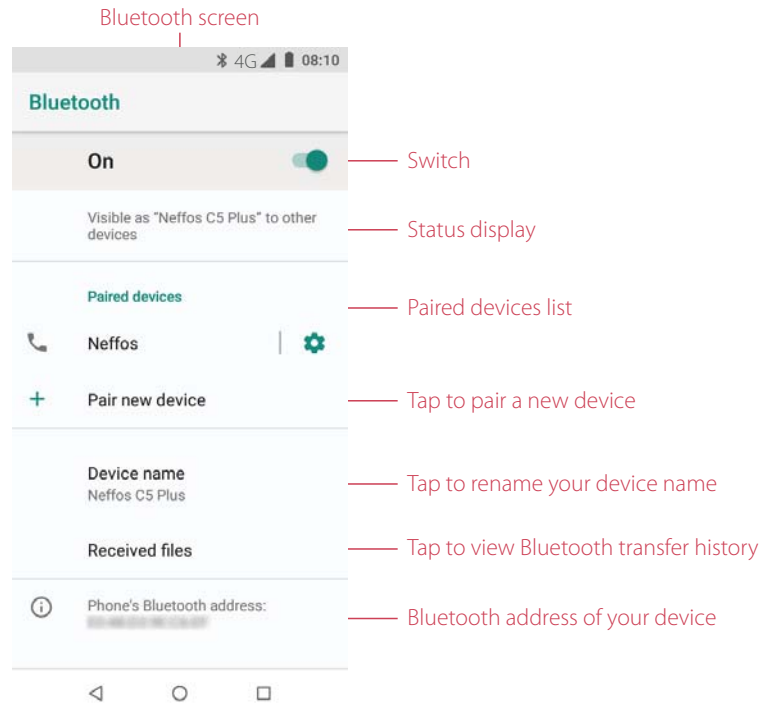 Bluetooth screen
4G 08:10
Bluetooth
On
Switch
Visible as "Neffos C5 Plus" to other
devices
Status display
Paired devices
Paired devices list
Neffos
Pair new device
Tap to pair a new device
Device name
Neffos C5 Plus
Tap to rename your device name
Received files
Tap to view Bluetooth transfer history
Phone's Bluetooth address:
Bluetooth address of your device